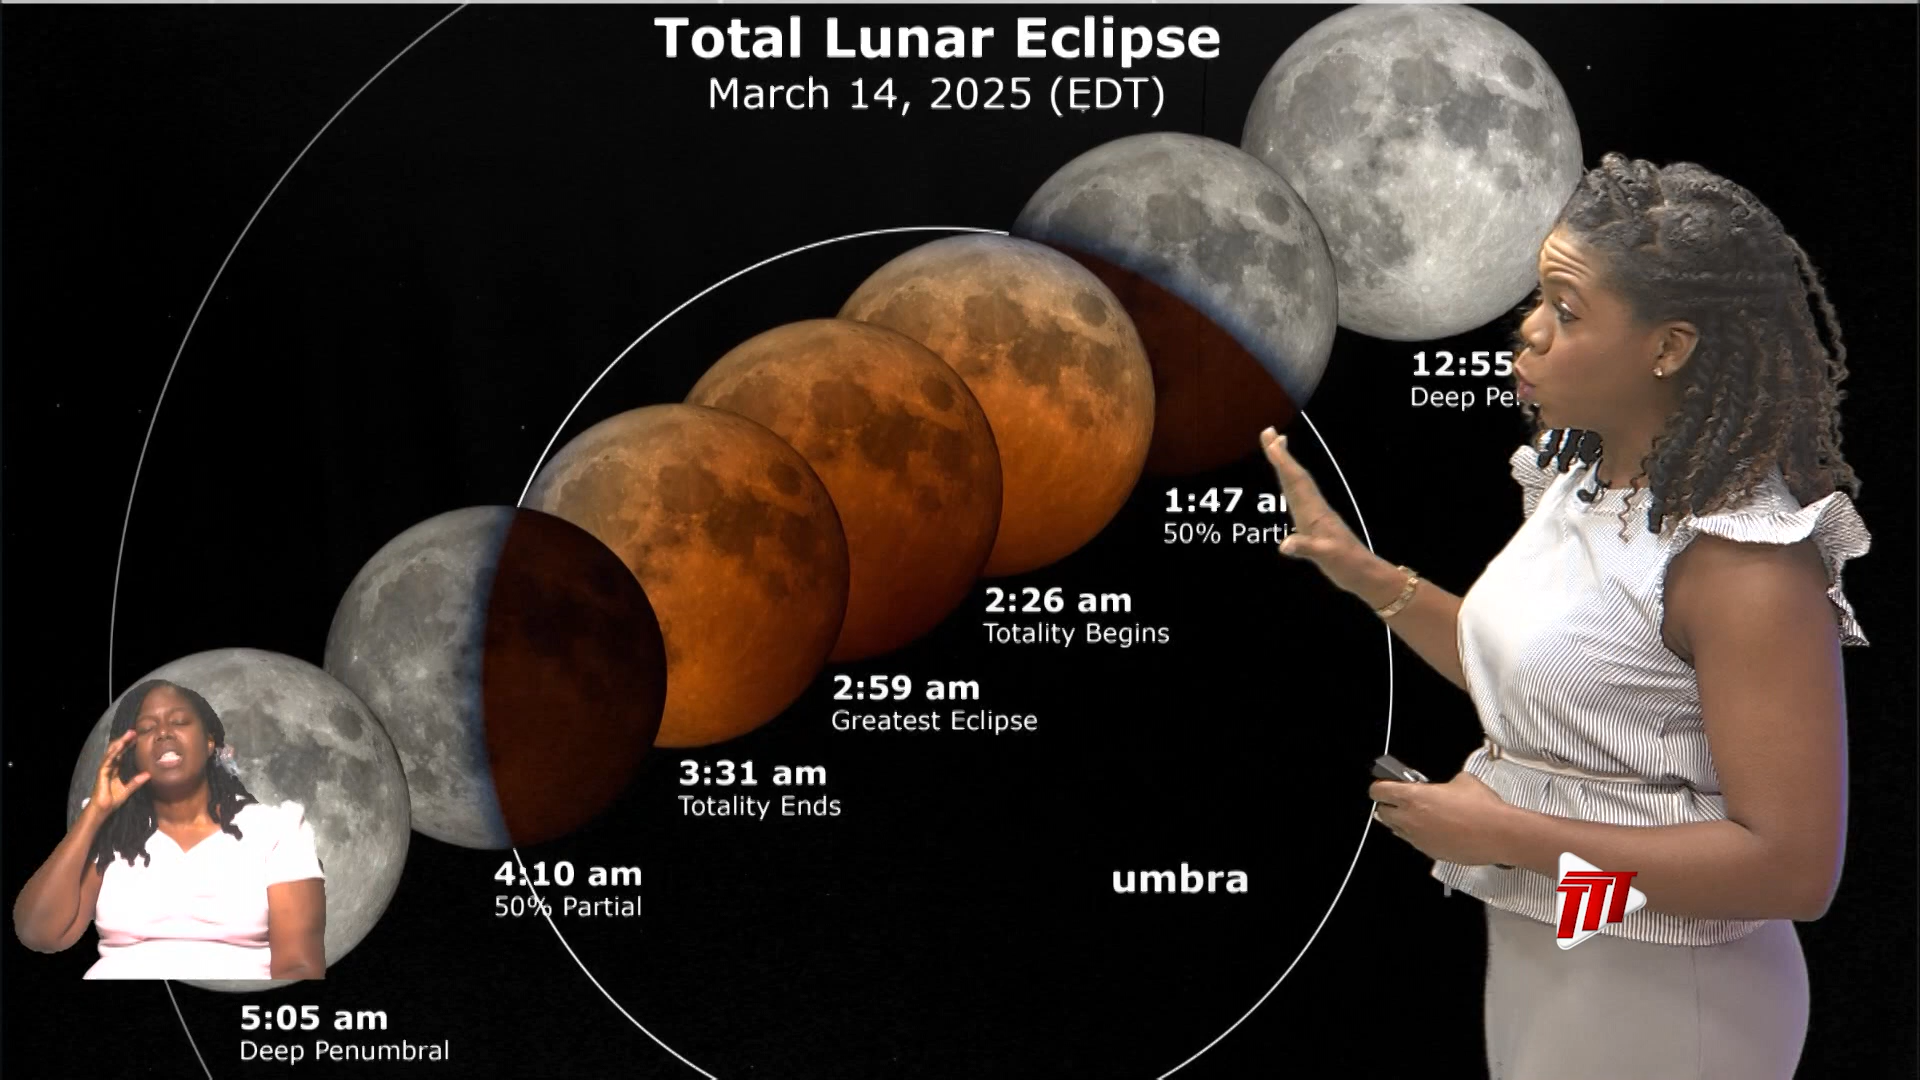 Total Lunar Eclipse
March 14, 2025 (EDT)
12:55
Deep
1:47
50%
2:26 am
Totality Begins
2:59 am
Greatest Eclipse
3:31 am
Totality Ends
4:10 am
50% Partial
umbra
TTT
5:05 am
Deep Penumbral